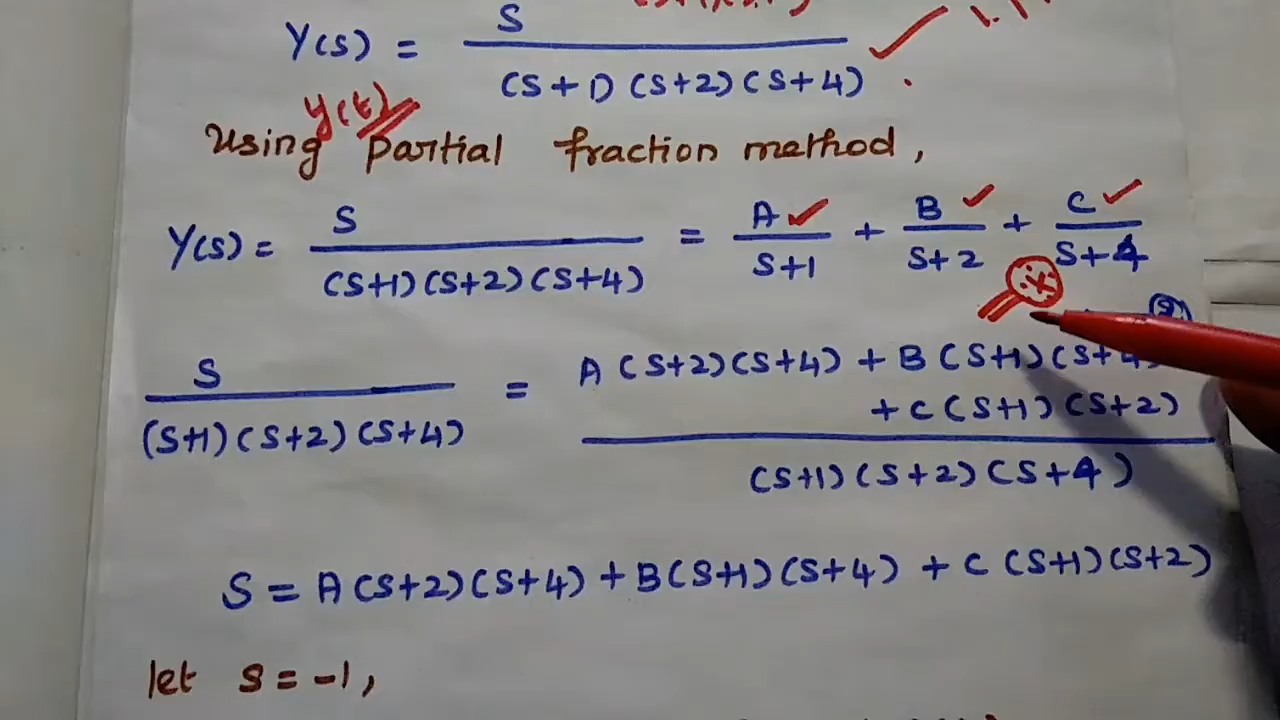 Y(S) = S / (S+1)(S+2)(S+4)
y(t)
Using Partial fraction method,
Y(S) = S / (S+1)(S+2)(S+4) = A / S+1 + B / S+2 + C / S+4
S / (S+1)(S+2)(S+4) = A(S+2)(S+4) + B(S+1)(S+4
+ C(S+1)(S+2)
(S+1)(S+2)(S+4)
S = A(S+2)(S+4) + B(S+1)(S+4) + C(S+1)(S+2)
let S = -1,